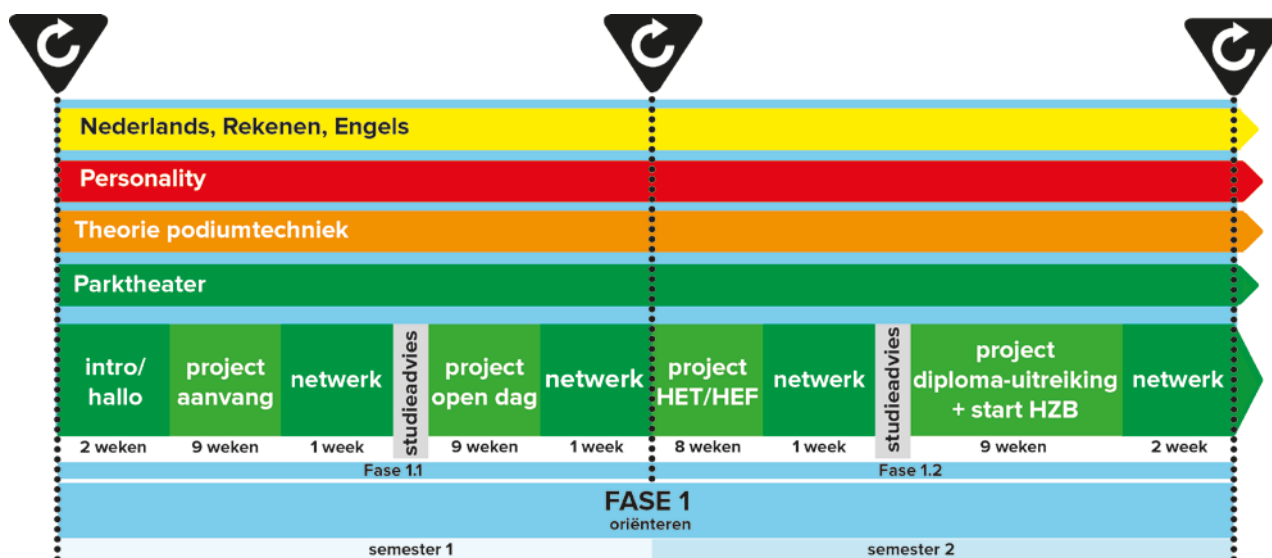 Nederlands, Rekenen, Engels
Personality
Theorie podiumtechniek
Parktheater
intro/
hallo
project
aanvang
netwerk
studieadvies
project
open dag
netwerk
project
HET/HEF
netwerk
studieadvies
project
diploma-uitreiking
+ start HZB
netwerk
2 weken
9 weken
1 week
9 weken
1 week
8 weken
1 week
9 weken
2 week
Fase 1.1
Fase 1.2
FASE 1
oriënteren
semester 1
semester 2